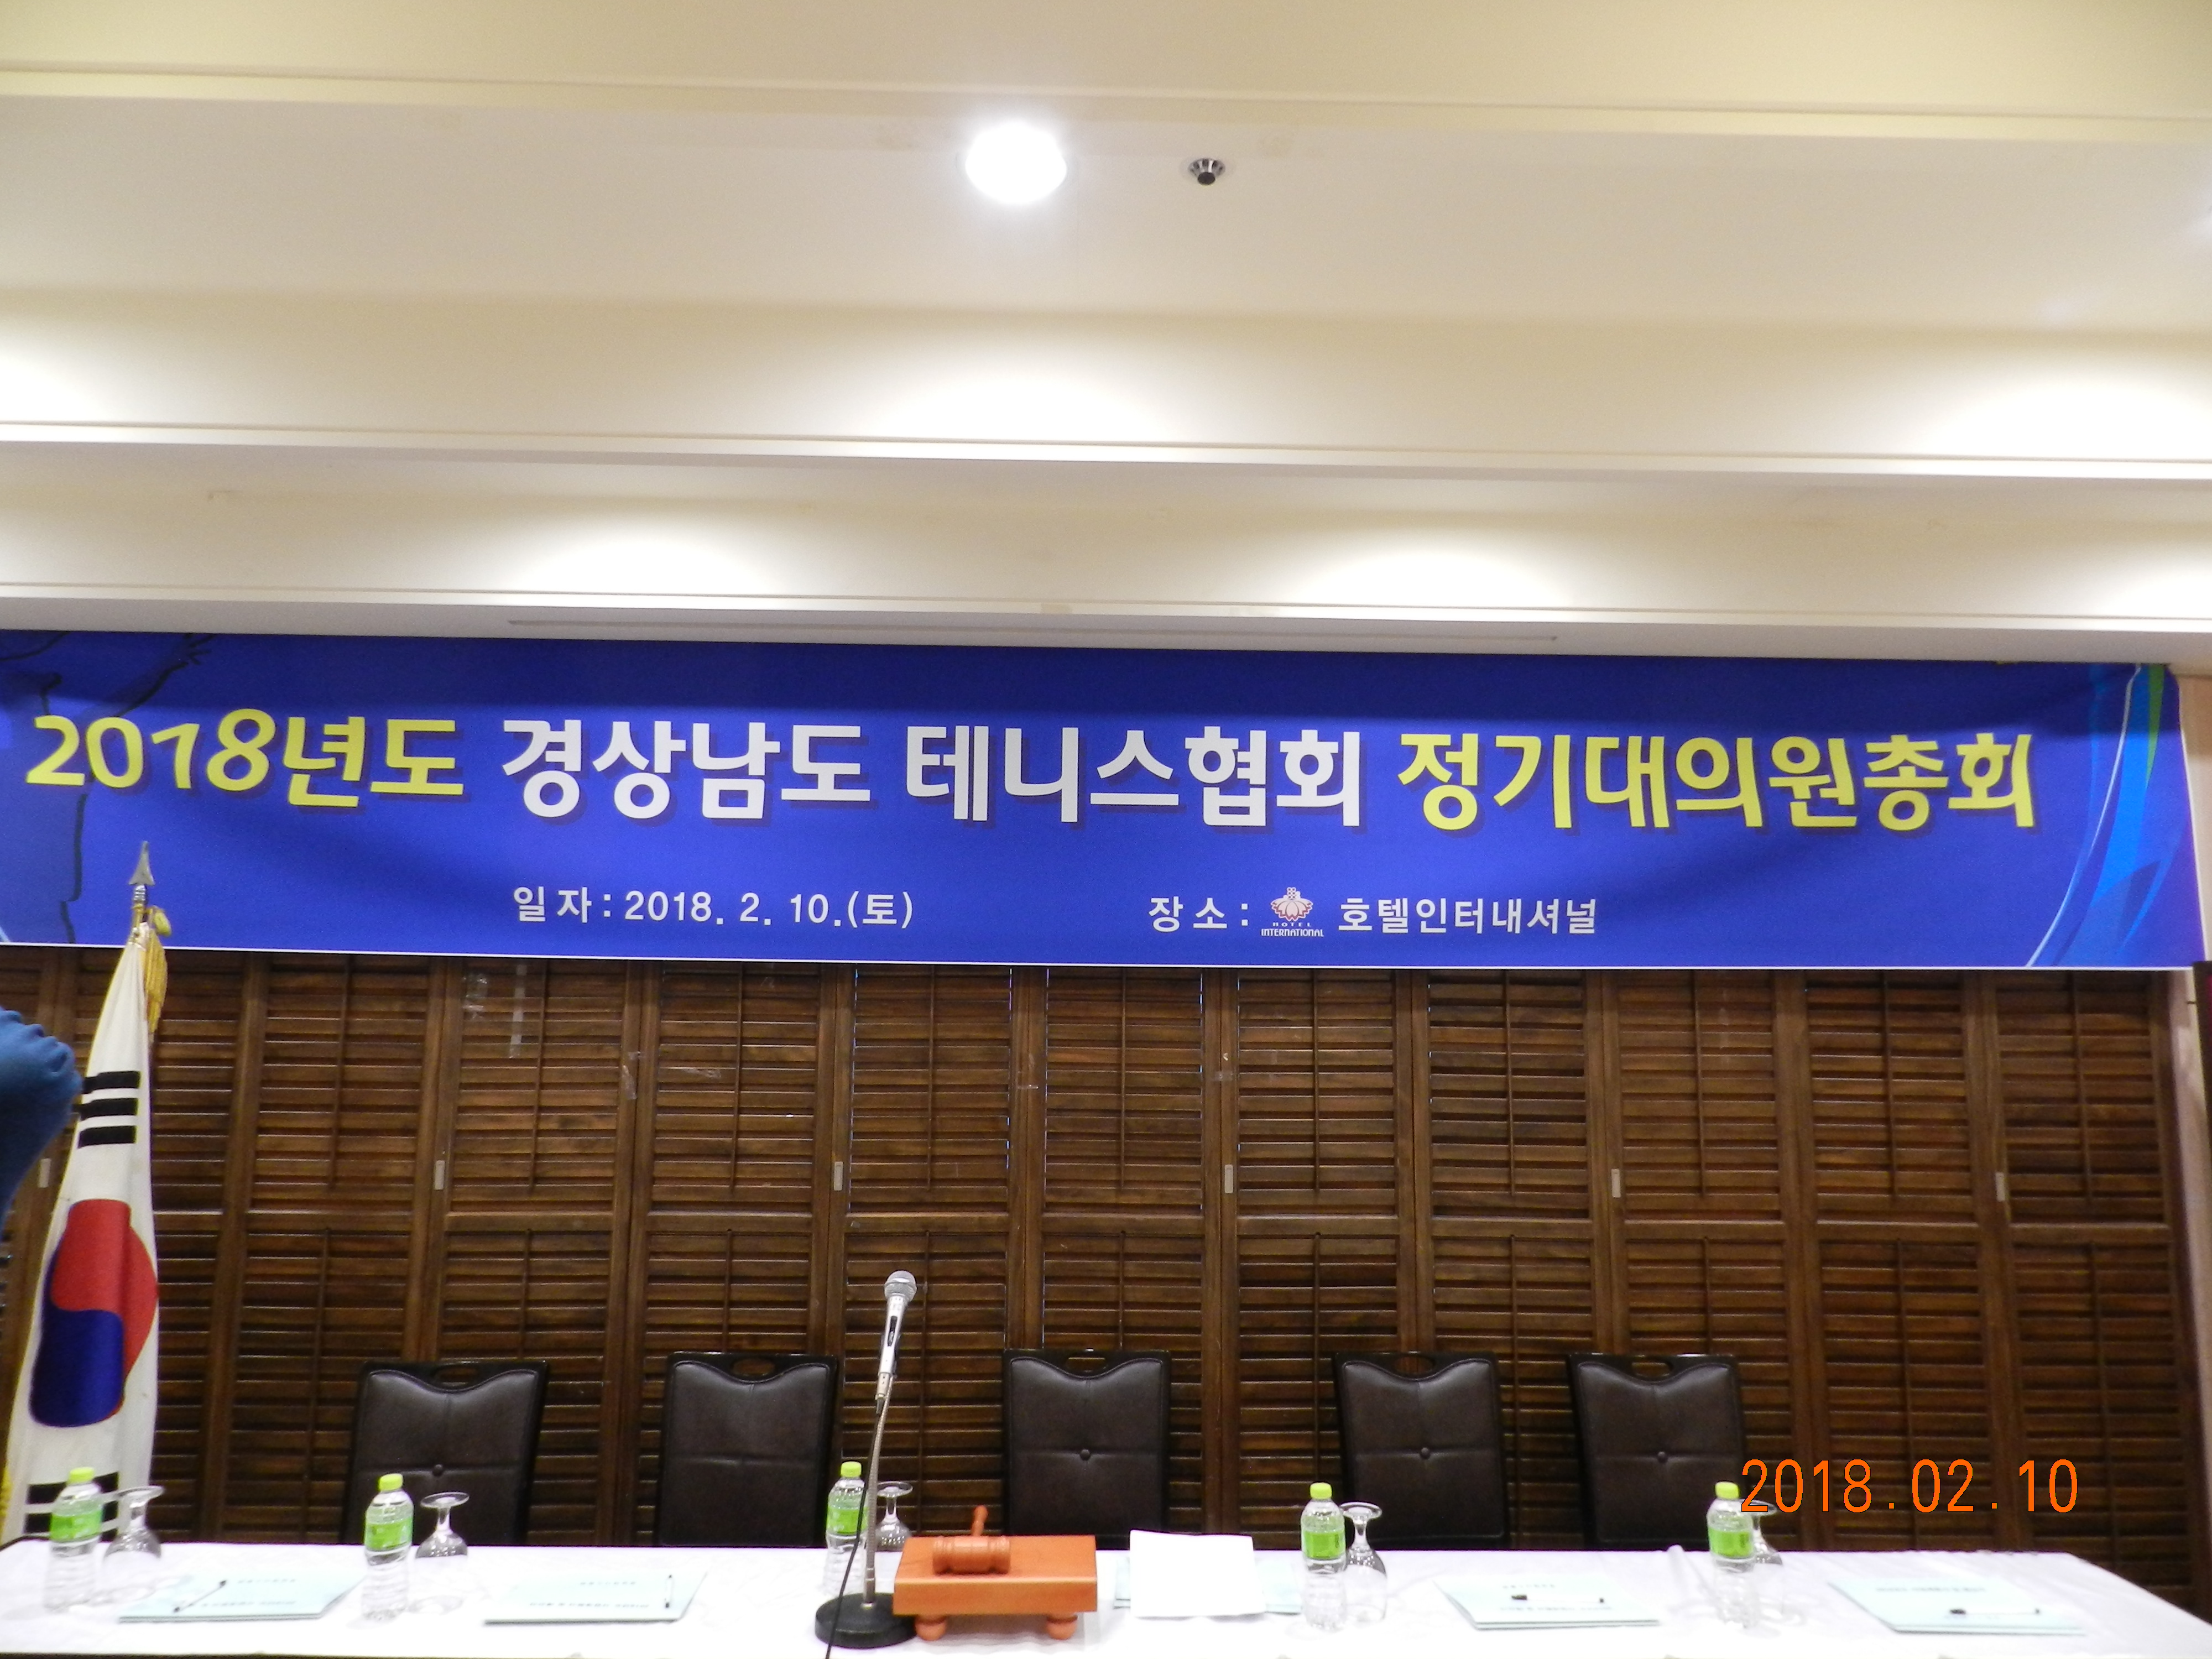 2018년도 경상남도 테니스협회 정기대의원총회
일자 : 2018. 2. 10.(토)
장소 : HOTEL INTERNATIONAL 호텔인터내셔널
2018.02.10